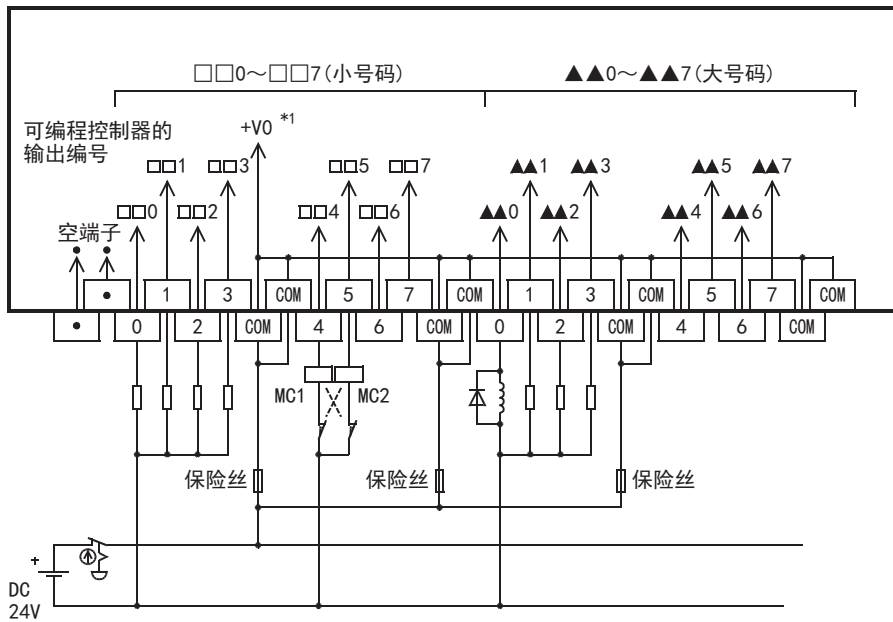 □□0～□□7(小号码)
▲▲0～▲▲7(大号码)
可编程控制器的
输出编号
+V0 *1
□□1
□□3
□□5
□□7
▲▲1
▲▲3
▲▲5
▲▲7
□□0
□□2
□□4
□□6
▲▲0
▲▲2
▲▲4
▲▲6
空端子
1
3
COM
5
7
COM
1
3
COM
5
7
COM
0
2
COM
4
6
COM
0
2
COM
4
6
COM
MC1
MC2
保险丝
保险丝
保险丝
+
DC
24V